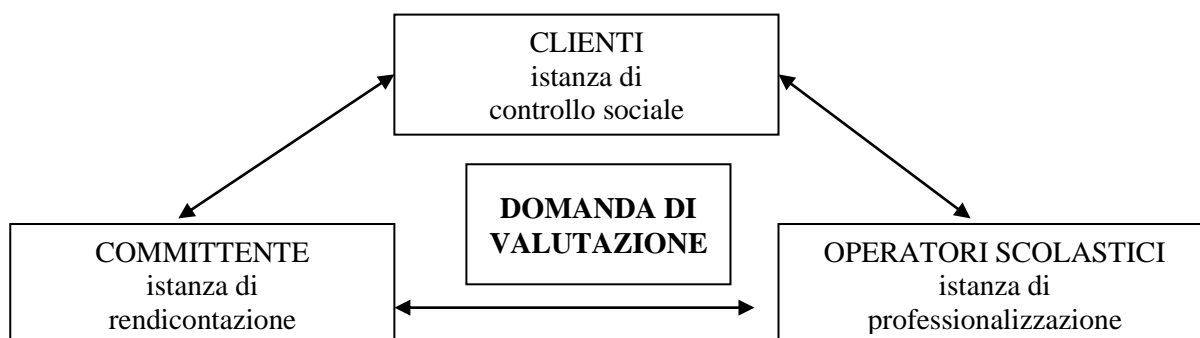 CLIENTI
istanza di
controllo sociale
DOMANDA DI
VALUTAZIONE
COMMITTENTE
istanza di
rendicontazione
OPERATORI SCOLASTICI
istanza di
professionalizzazione